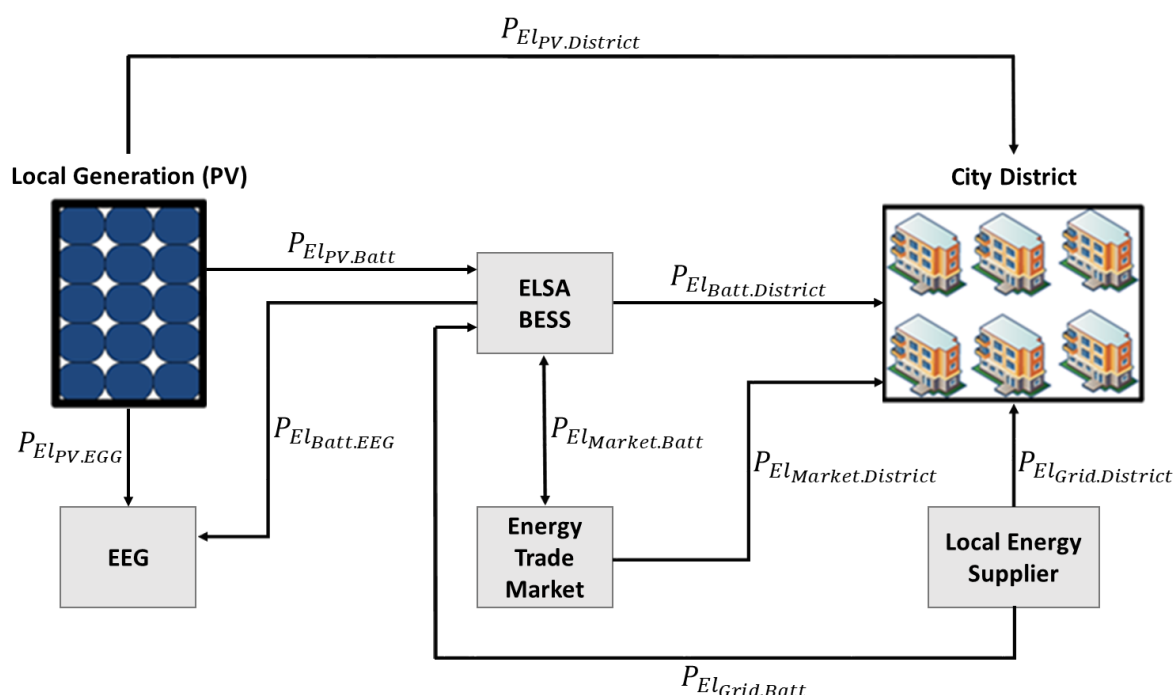 P_El_PV.District
Local Generation (PV)
City District
P_El_PV.Batt
ELSA
BESS
P_El_Batt.District
P_El_PV.EGG
P_El_Batt.EEG
P_El_Market.Batt
P_El_Market.District
P_El_Grid.District
EEG
Energy
Trade
Market
Local Energy
Supplier
P_El_Grid.Batt